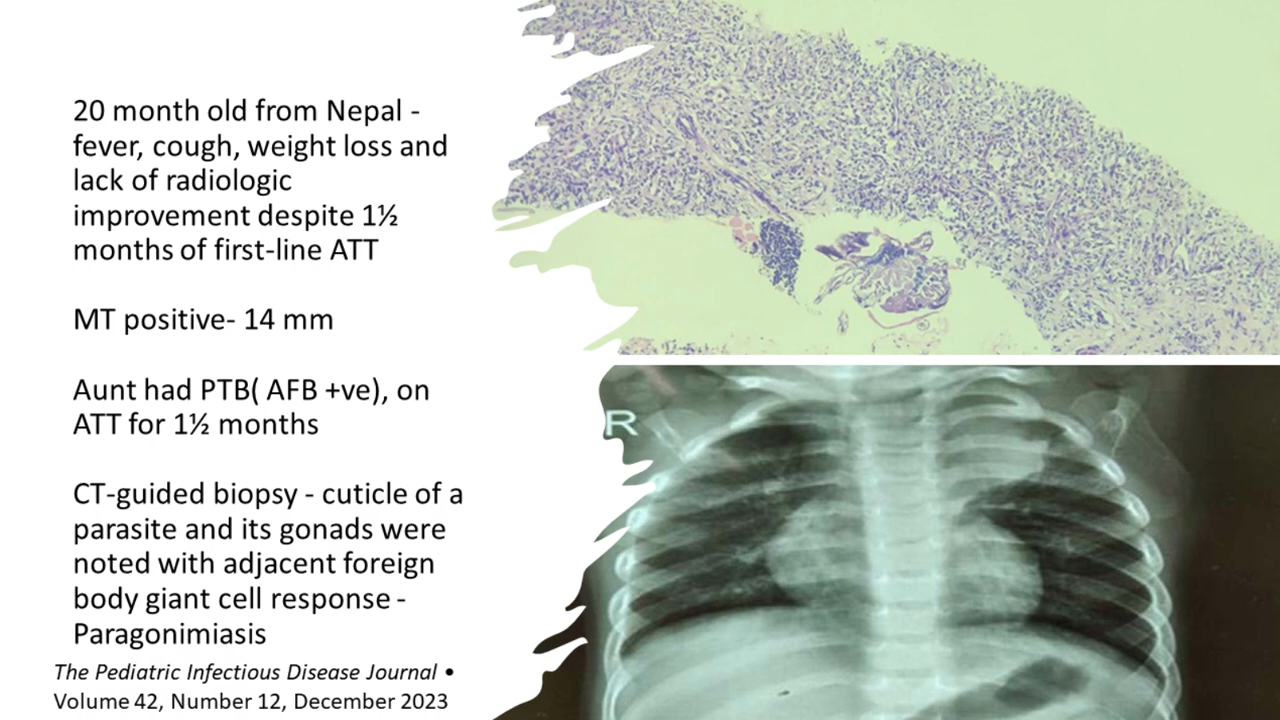 20 month old from Nepal -
fever, cough, weight loss and
lack of radiologic
improvement despite 1½
months of first-line ATT
MT positive- 14 mm
Aunt had PTB( AFB +ve), on
ATT for 1½ months
CT-guided biopsy - cuticle of a
parasite and its gonads were
noted with adjacent foreign
body giant cell response -
Paragonimiasis
The Pediatric Infectious Disease Journal •
Volume 42, Number 12, December 2023
R